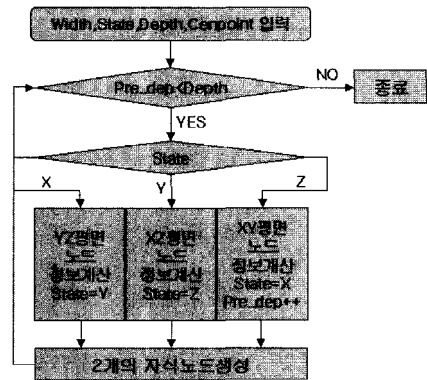 Width,State,Depth,Cenpoint 입력
Pre_dep<Depth
NO
종료
YES
State
X
Y
Z
YZ평면
노드
정보계산
State=Y
XZ평면
노드
정보계산
State=Z
XY평면
노드
정보계산
State=X
Pre_dep++
2개의 자식노드생성